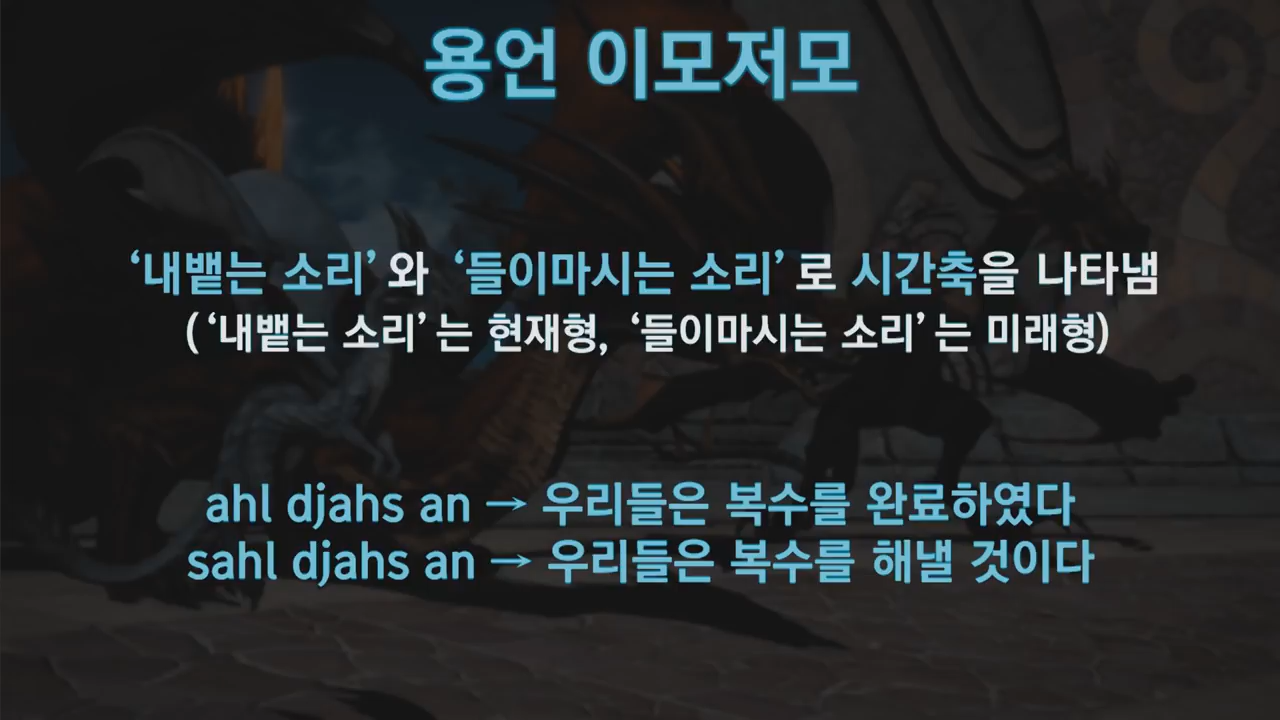 용언 이모저모
‘내뱉는 소리’와 ‘들이마시는 소리’로 시간축을 나타냄
(‘내뱉는 소리’는 현재형, ‘들이마시는 소리’는 미래형)
ahl djahs an → 우리들은 복수를 완료하였다
sahl djahs an → 우리들은 복수를 해낼 것이다